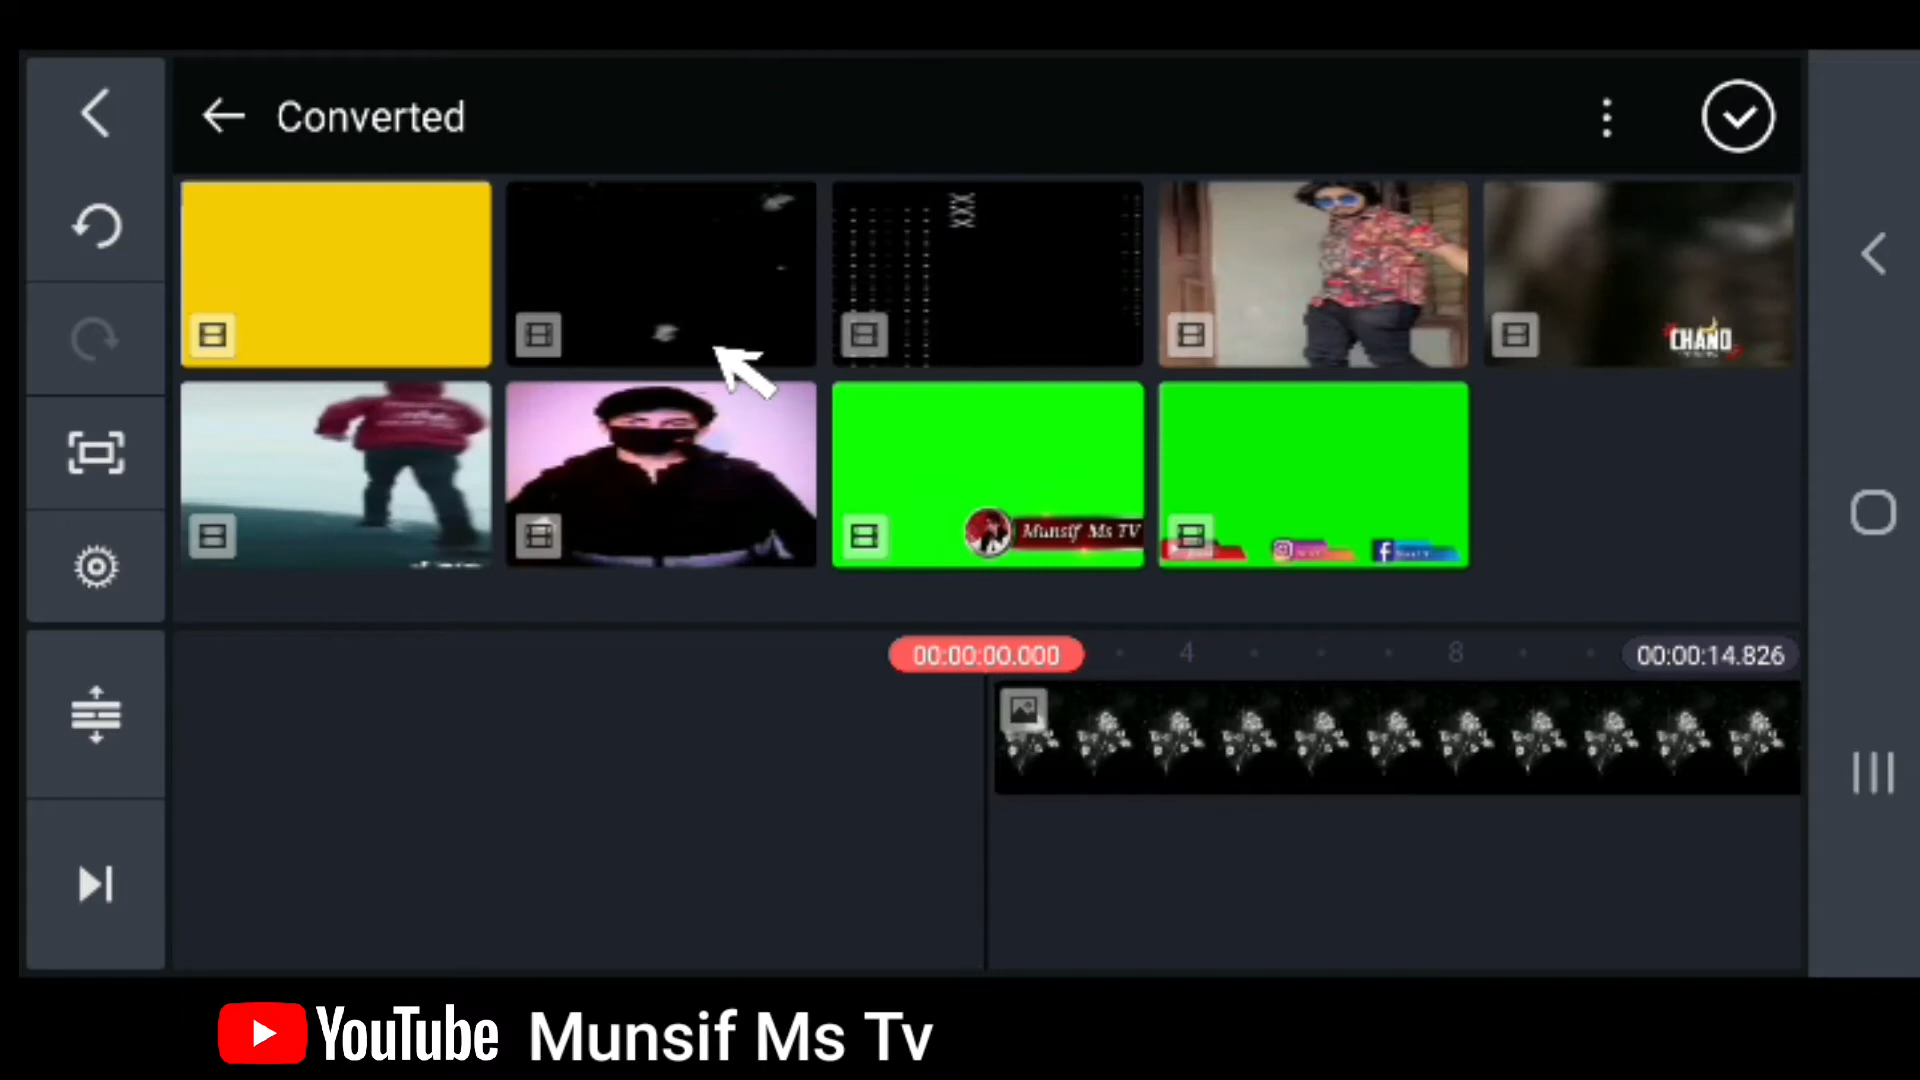 Converted
XXX
CHAND
Munsif Ms TV
00:00:00.000
4
8
00:00:14.826
YouTube Munsif Ms Tv